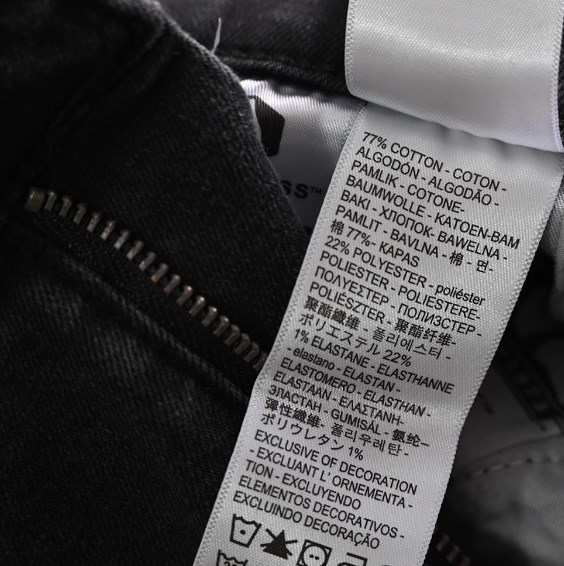 SS™
77% COTTON - COTON -
ALGODÓN - ALGODÃO -
PAMLIK - COTONE-
BAUMWOLLE - KATOEN-BAM
BAKI - ХЛОПОК- BAWELNA -
PAMLIT - BAVLNA - 棉 - 면-
棉 77%- KAPAS
22% POLYESTER - poliéster
POLIESTER - POLIESTERE-
ΠΟΛΥΕΣΤΕΡ - ПОЛИЭСТЕР -
POLIÉSZTER - 聚酯纤维-
聚酯纖維 - 폴리에스터 -
ポリエステル 22%
1% ELASTANE - ELASTHANNE
- elastano - ELASTAN -
ELASTOMERO - ELASTHAN -
ELASTAAN - ΕΛΑΣΤΑΝΗ-
ЭЛАСТАН - GUMISÁL - 氨纶–
彈性纖維- 폴리우레탄 -
ポリウレタン 1%
EXCLUSIVE OF DECORATION
- EXCLUANT L' ORNEMENTA -
TION - EXCLUYENDO
ELEMENTOS DECORATIVOS -
EXCLUINDO DECORAÇÃO